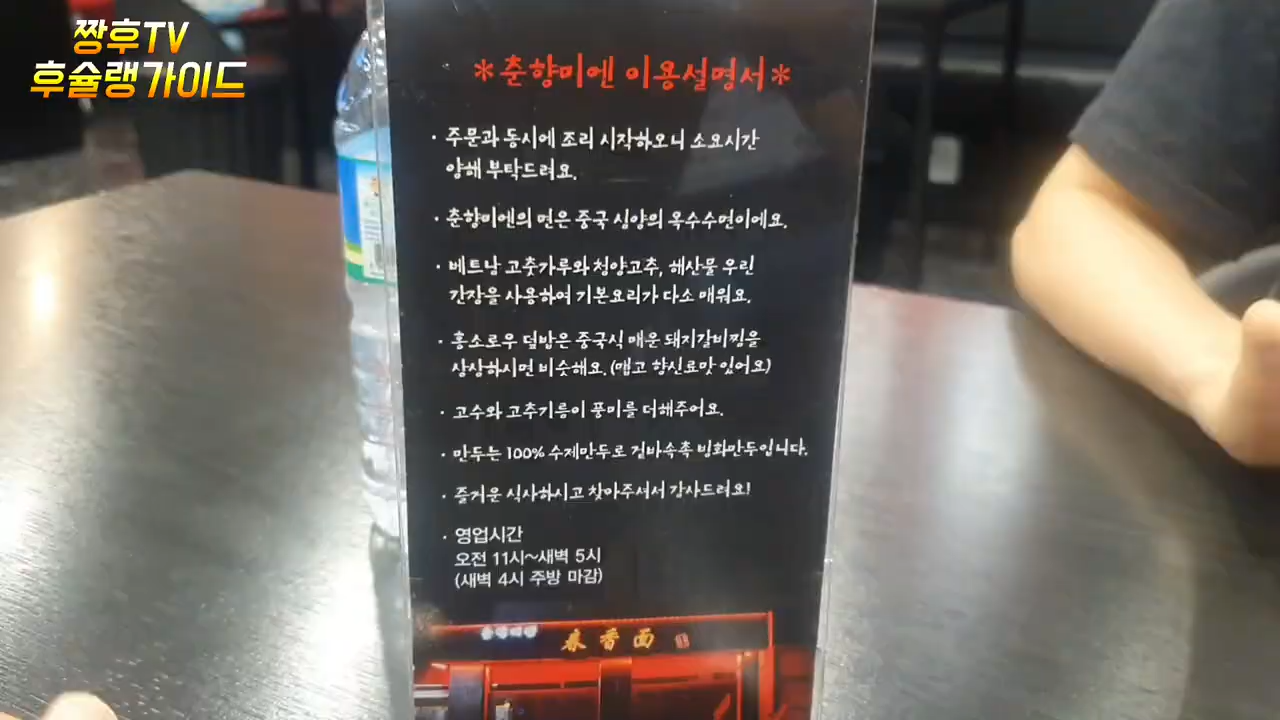 짱후TV
후슐랭가이드
*춘향미엔 이용설명서*
· 주문과 동시에 조리 시작하오니 소요시간
양해 부탁드려요.
· 춘향미엔의 면은 중국 심양의 옥수수면이에요.
· 베트남 고춧가루와 청양고추, 해산물 우린
간장을 사용하여 기본요리가 다소 매워요.
· 홍소로우 덮밥은 중국식 매운 돼지갈비찜을
상상하시면 비슷해요. (맵고 향신료맛 있어요)
· 고수와 고추기름이 풍미를 더해주어요.
· 만두는 100% 수제만두로 겉바속촉 빙화만두입니다.
· 즐거운 식사하시고 찾아주셔서 감사드려요!
· 영업시간
오전 11시~새벽 5시
(새벽 4시 주방 마감)
春香面